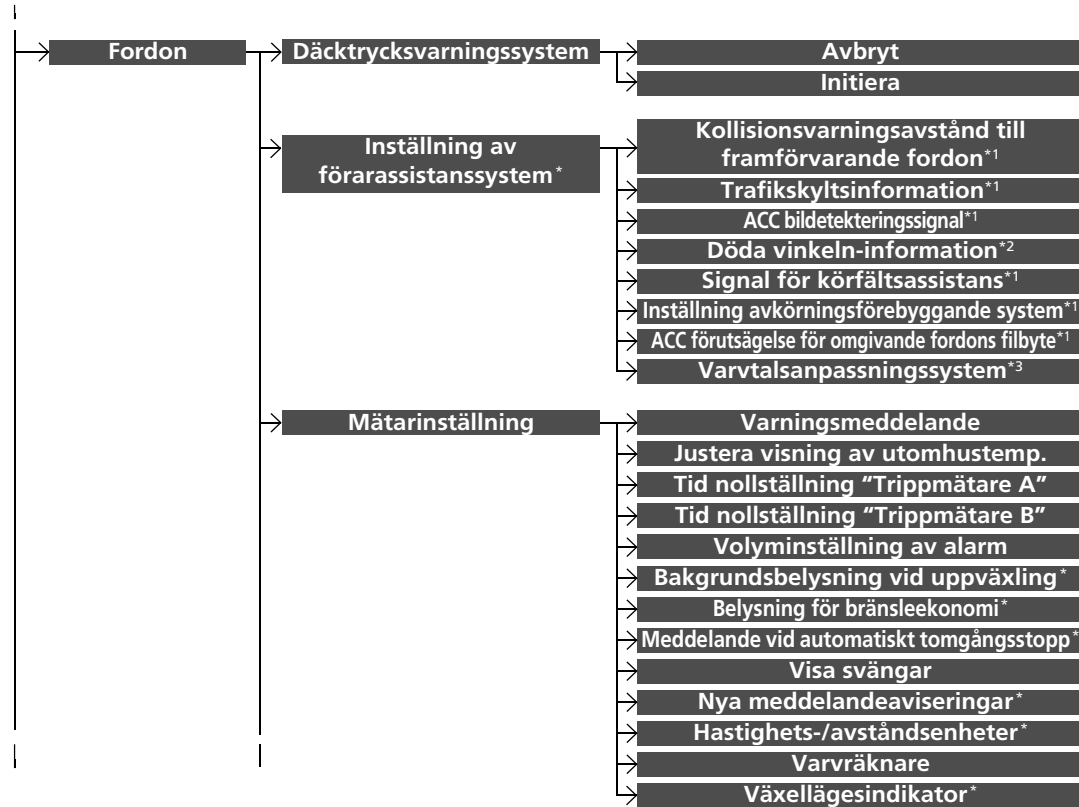 Fordon
Däcktrycksvarningssystem
Avbryt
Initiera
Inställning av
förarassistanssystem*
Kollisionsvarningsavstånd till
framförvarande fordon*1
Trafikskyltsinformation*1
ACC bildetekteringssignal*1
Döda vinkeln-information*2
Signal för körfältsassistans*1
Inställning avkörningsförebyggande system*1
ACC förutsägelse för omgivande fordons filbyte*1
Varvtalsanpassningssystem*3
Mätarinställning
Varningsmeddelande
Justera visning av utomhustemp.
Tid nollställning “Trippmätare A”
Tid nollställning “Trippmätare B”
Volyminställning av alarm
Bakgrundsbelysning vid uppväxling*
Belysning för bränsleekonomi*
Meddelande vid automatiskt tomgångsstopp*
Visa svängar
Nya meddelandeaviseringar*
Hastighets-/avståndsenheter*
Varvräknare
Växellägesindikator*